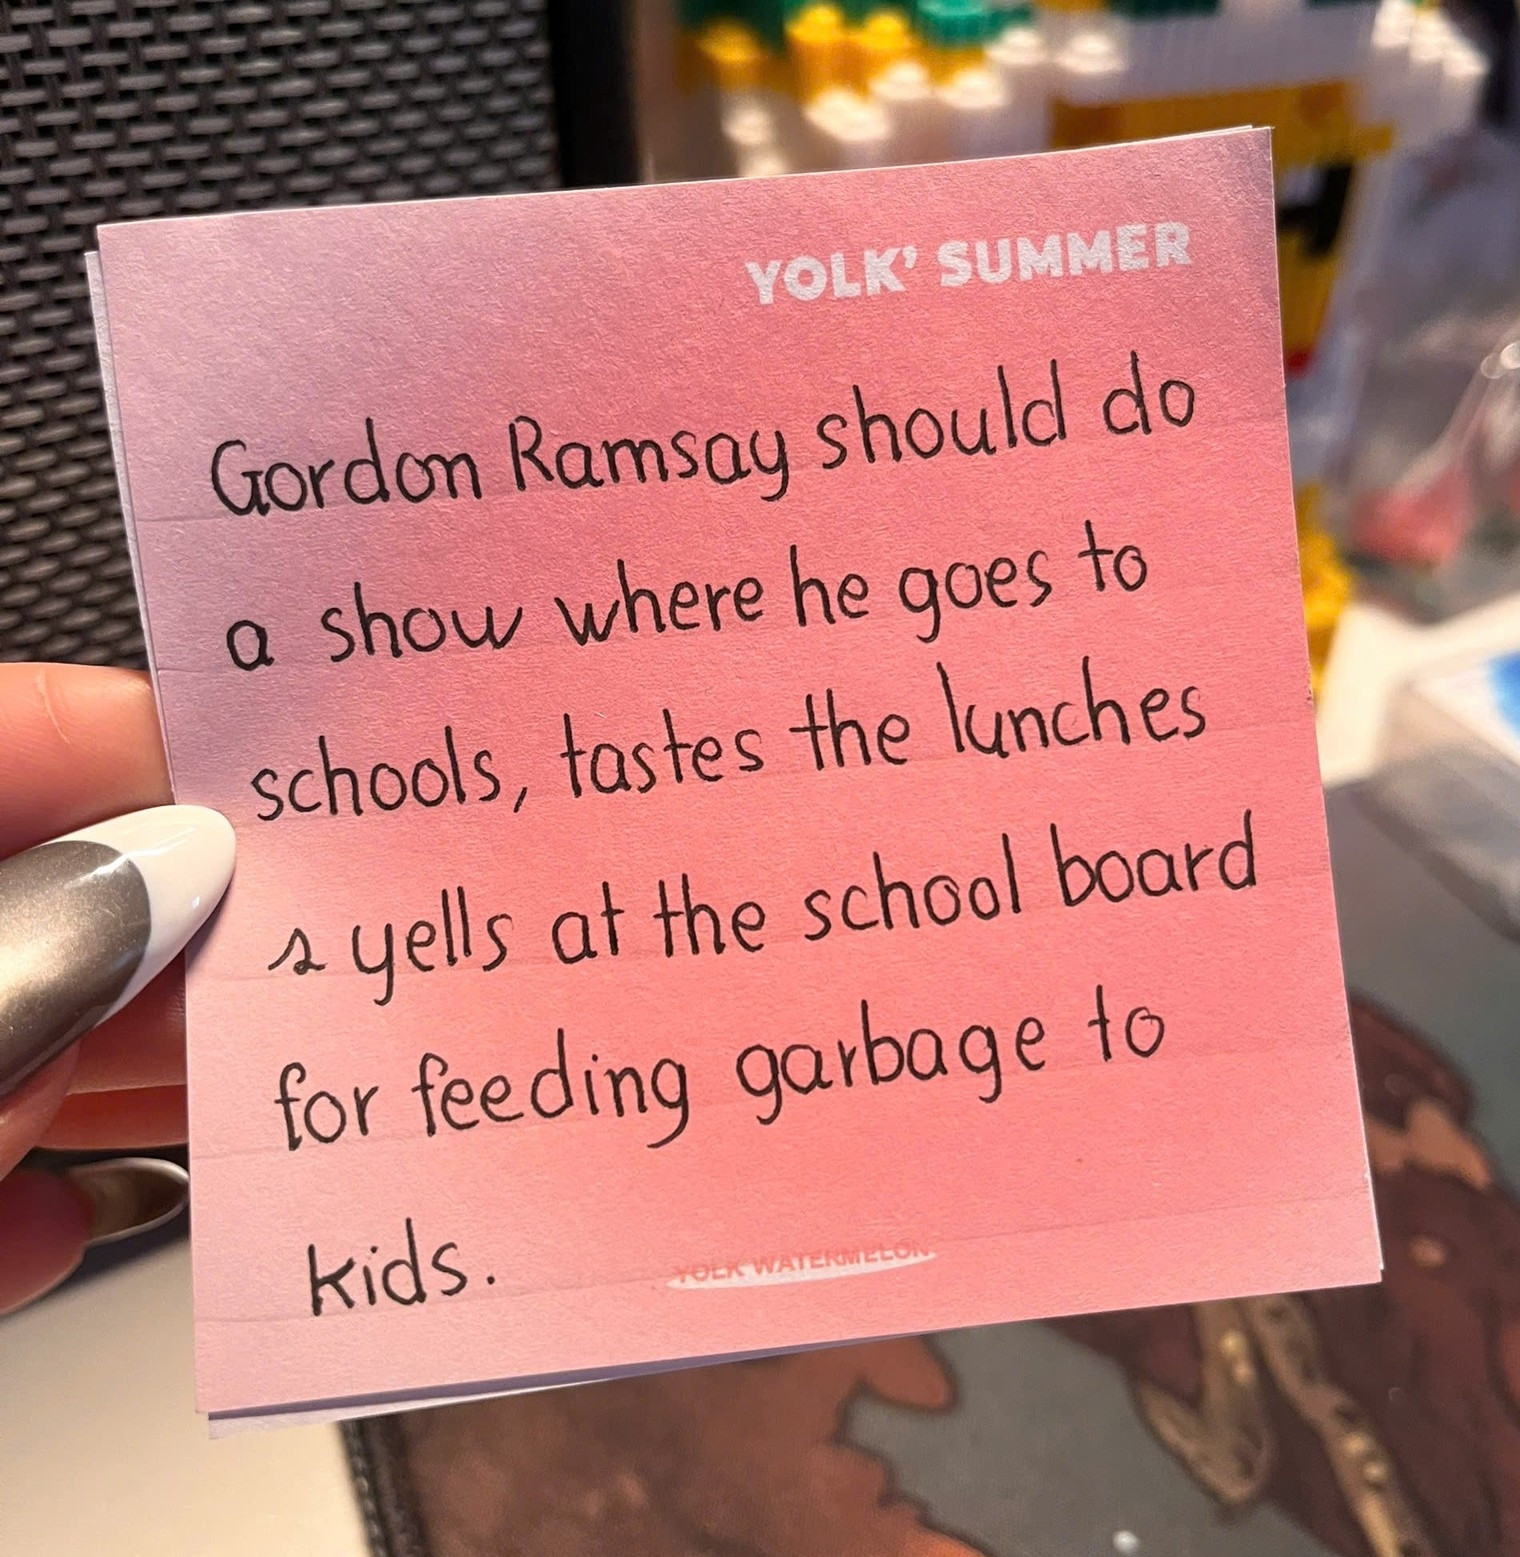 YOLK' SUMMER
Gordon Ramsay should do
a show where he goes to
schools, tastes the lunches
& yells at the school board
for feeding garbage to
kids.
YOLK WATERMELON